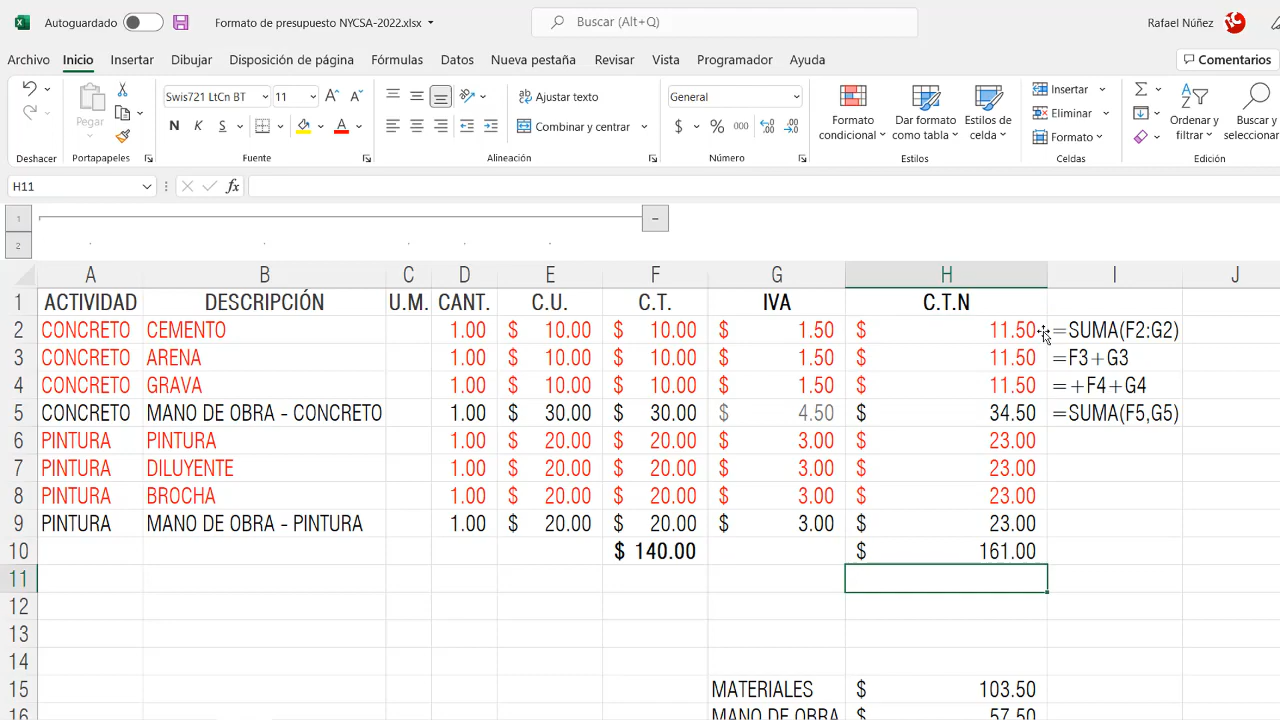 Autoguardado Formato de presupuesto NYCSA-2022.xlsx Buscar (Alt+Q) Rafael Núñez
Archivo Inicio Insertar Dibujar Disposición de página Fórmulas Datos Nueva pestaña Revisar Vista Programador Ayuda Comentarios
Pegar Swis721 LtCn BT 11 Ajustar texto General Formato condicional Dar formato como tabla Estilos de celda Insertar Ordenar y filtrar Buscar y
N K S Combinar y centrar $ % 000 Eliminar
Formato
Deshacer Portapapeles Fuente Alineación Número Estilos Celdas Edición
H11 fx
1
2
A B C D E F G H I J
1 ACTIVIDAD DESCRIPCIÓN U.M. CANT. C.U. C.T. IVA C.T.N
2 CONCRETO CEMENTO 1.00 $ 10.00 $ 10.00 $ 1.50 $ 11.50 =SUMA(F2:G2)
3 CONCRETO ARENA 1.00 $ 10.00 $ 10.00 $ 1.50 $ 11.50 =F3+G3
4 CONCRETO GRAVA 1.00 $ 10.00 $ 10.00 $ 1.50 $ 11.50 =+F4+G4
5 CONCRETO MANO DE OBRA - CONCRETO 1.00 $ 30.00 $ 30.00 $ 4.50 $ 34.50 =SUMA(F5,G5)
6 PINTURA PINTURA 1.00 $ 20.00 $ 20.00 $ 3.00 $ 23.00
7 PINTURA DILUYENTE 1.00 $ 20.00 $ 20.00 $ 3.00 $ 23.00
8 PINTURA BROCHA 1.00 $ 20.00 $ 20.00 $ 3.00 $ 23.00
9 PINTURA MANO DE OBRA - PINTURA 1.00 $ 20.00 $ 20.00 $ 3.00 $ 23.00
10 $ 140.00 $ 161.00
11
12
13
14
15 MATERIALES $ 103.50
16 MANO DE OBRA $ 57.50